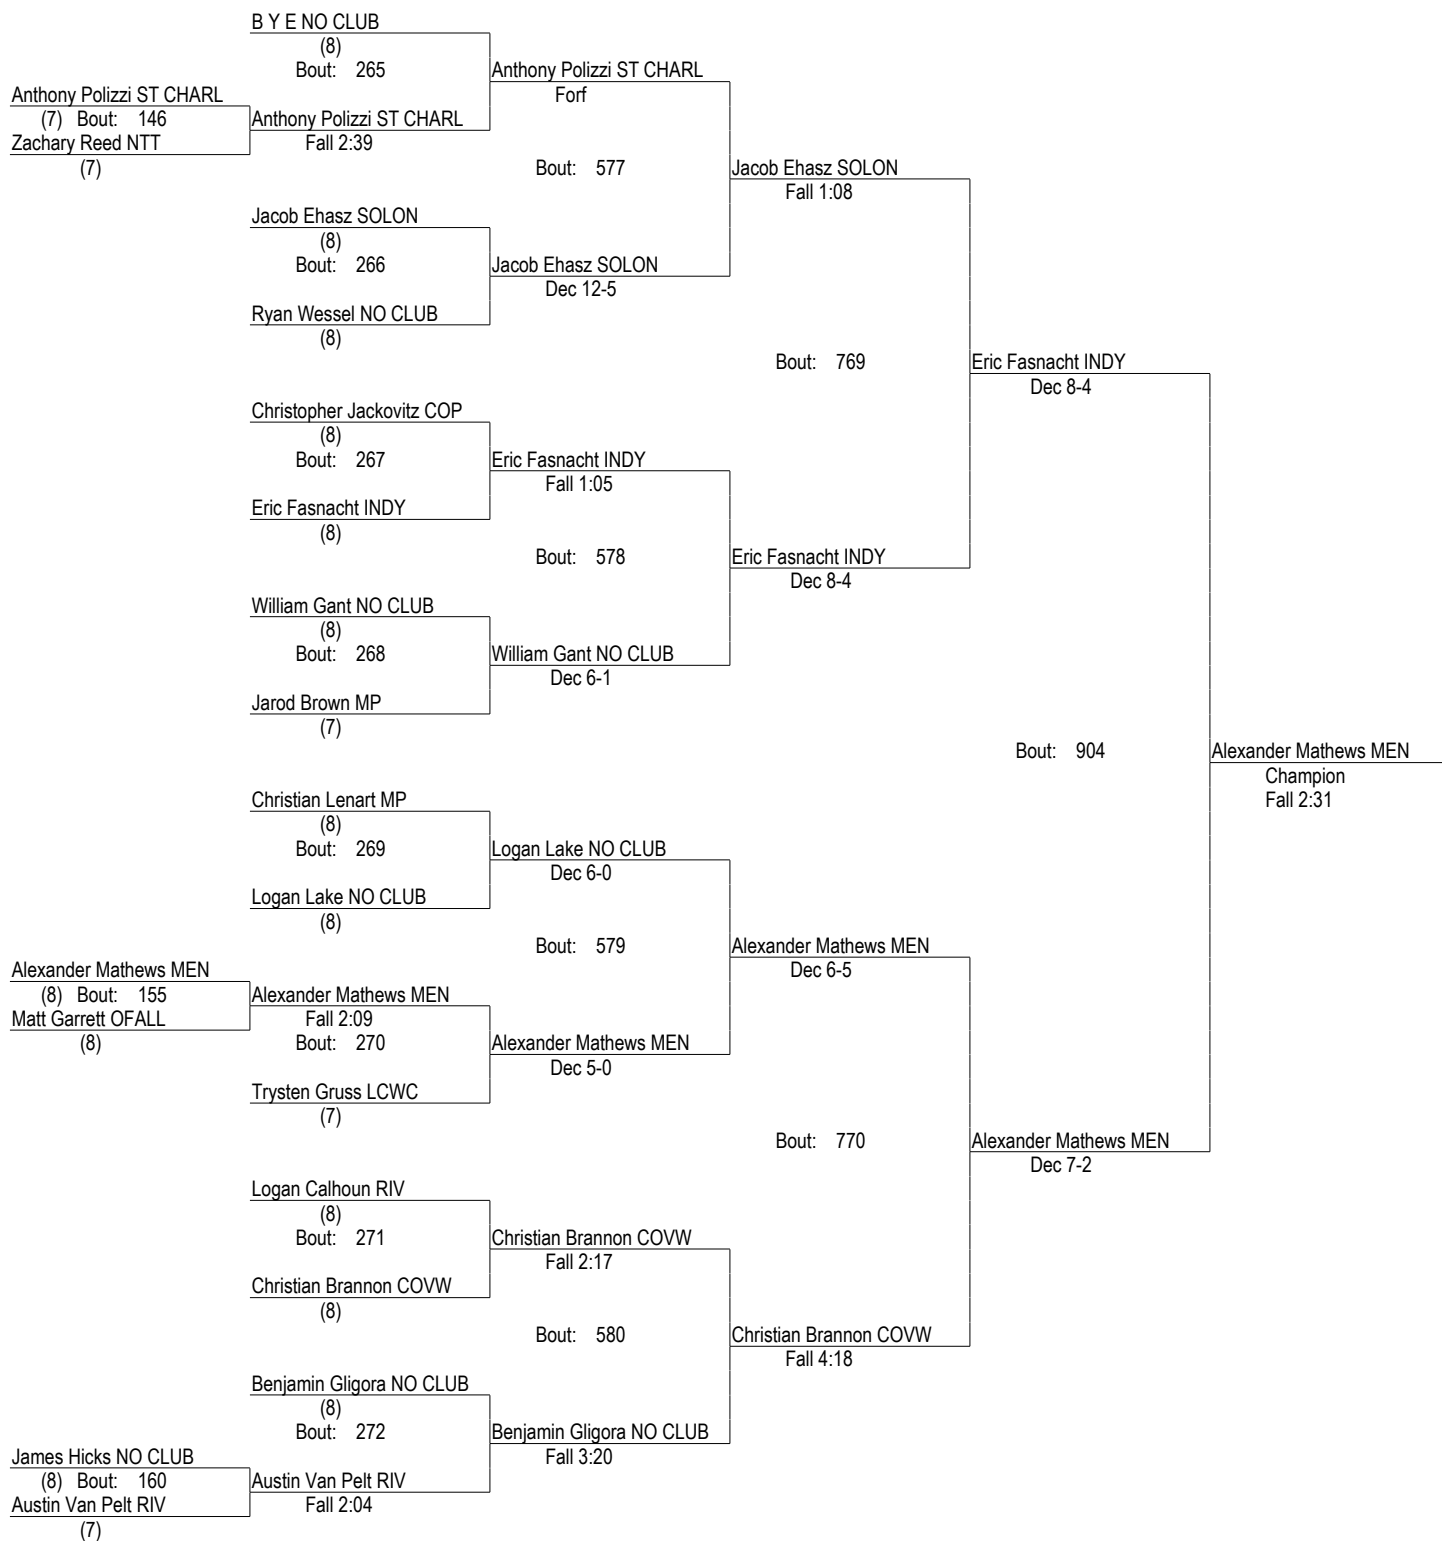 B Y E NO CLUB
(8)
Bout: 265
Anthony Polizzi ST CHARL
Forf
Anthony Polizzi ST CHARL
(7) Bout: 146
Zachary Reed NTT
(7)
Anthony Polizzi ST CHARL
Fall 2:39
Bout: 577
Jacob Ehasz SOLON
Fall 1:08
Jacob Ehasz SOLON
(8)
Bout: 266
Jacob Ehasz SOLON
Dec 12-5
Ryan Wessel NO CLUB
(8)
Bout: 769
Eric Fasnacht INDY
Dec 8-4
Christopher Jackovitz COP
(8)
Bout: 267
Eric Fasnacht INDY
Fall 1:05
Eric Fasnacht INDY
(8)
Bout: 578
Eric Fasnacht INDY
Dec 8-4
William Gant NO CLUB
(8)
Bout: 268
William Gant NO CLUB
Dec 6-1
Jarod Brown MP
(7)
Bout: 904
Alexander Mathews MEN
Champion
Fall 2:31
Christian Lenart MP
(8)
Bout: 269
Logan Lake NO CLUB
Dec 6-0
Logan Lake NO CLUB
(8)
Bout: 579
Alexander Mathews MEN
Dec 6-5
Alexander Mathews MEN
(8) Bout: 155
Matt Garrett OFALL
(8)
Alexander Mathews MEN
Fall 2:09
Bout: 270
Alexander Mathews MEN
Dec 5-0
Trysten Gruss LCWC
(7)
Bout: 770
Alexander Mathews MEN
Dec 7-2
Logan Calhoun RIV
(8)
Bout: 271
Christian Brannon COVW
Fall 2:17
Christian Brannon COVW
(8)
Bout: 580
Christian Brannon COVW
Fall 4:18
Benjamin Gligora NO CLUB
(8)
Bout: 272
Benjamin Gligora NO CLUB
Fall 3:20
James Hicks NO CLUB
(8) Bout: 160
Austin Van Pelt RIV
(7)
Austin Van Pelt RIV
Fall 2:04